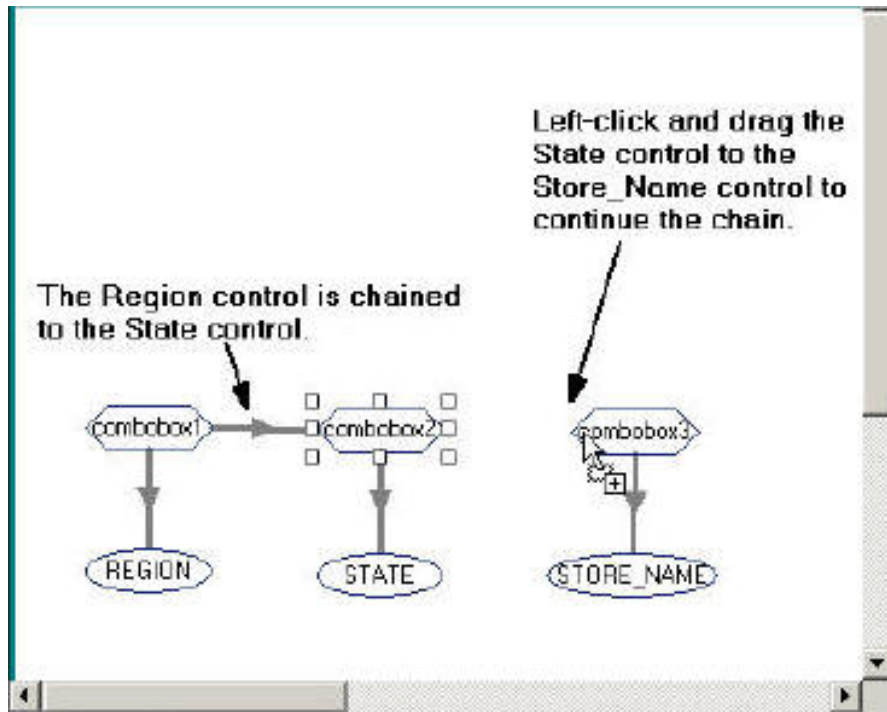 Left-click and drag the
State control to the
Store_Name control to
continue the chain.
The Region control is chained
to the State control.
combobox1
combobox2
combobox3
REGION
STATE
STORE_NAME